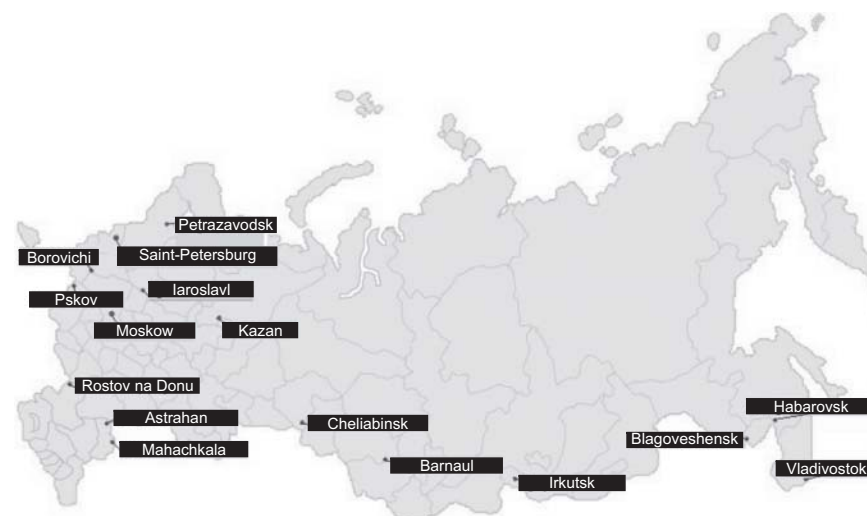 Petrazavodsk
Saint-Petersburg
Borovichi
Iaroslavl
Pskov
Moskow
Kazan
Rostov na Donu
Habarovsk
Astrahan
Cheliabinsk
Blagoveshensk
Mahachkala
Barnaul
Vladivostok
Irkutsk